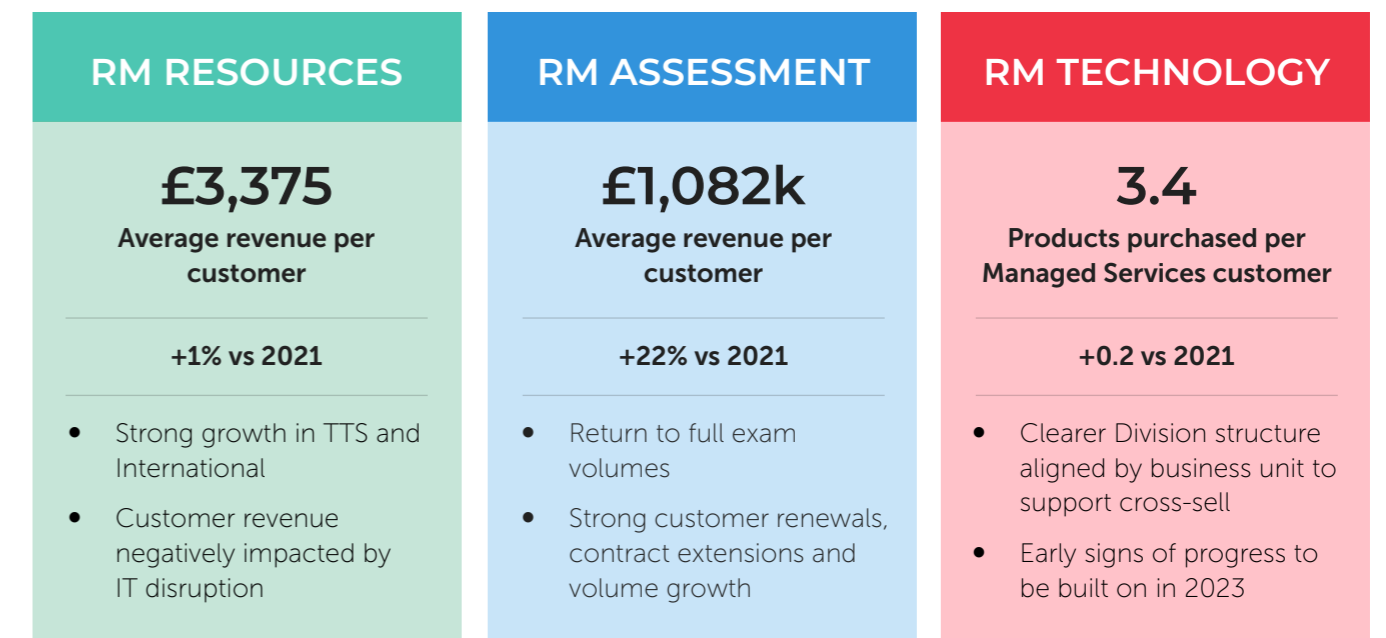 RM RESOURCES
£3,375
Average revenue per
customer
+1% vs 2021
• Strong growth in TTS and
International
• Customer revenue
negatively impacted by
IT disruption
RM ASSESSMENT
£1,082k
Average revenue per
customer
+22% vs 2021
• Return to full exam
volumes
• Strong customer renewals,
contract extensions and
volume growth
RM TECHNOLOGY
3.4
Products purchased per
Managed Services customer
+0.2 vs 2021
• Clearer Division structure
aligned by business unit to
support cross-sell
• Early signs of progress to
be built on in 2023